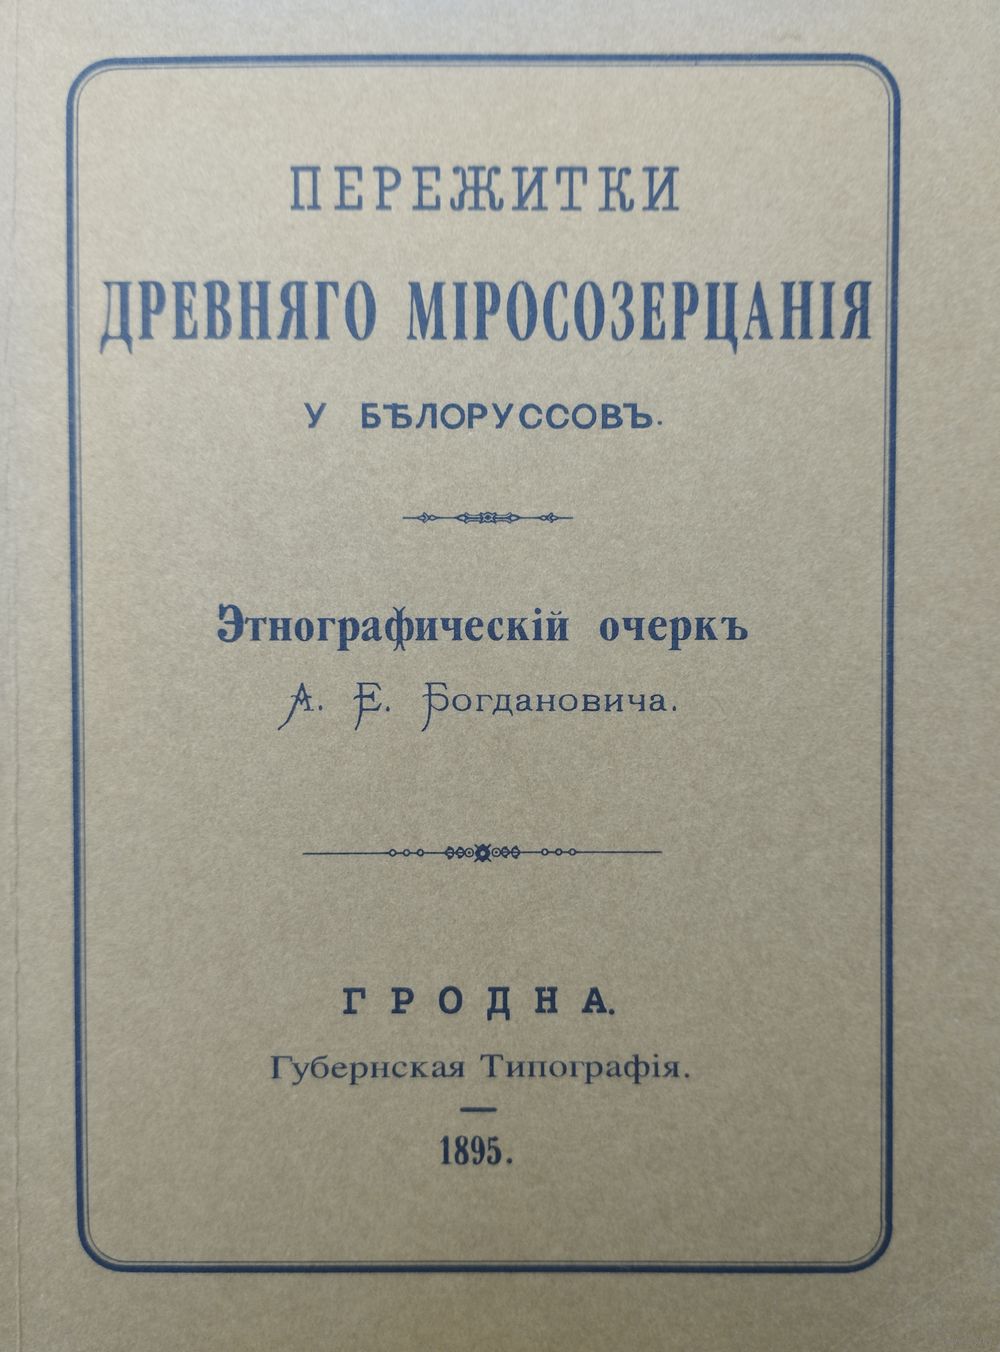 ПЕРЕЖИТКИ
ДРЕВНЯГО МІРОСОЗЕРЦАНІЯ
У БѢЛОРУССОВЪ.
Этнографическій очеркъ
А. Е. Богдановича.
ГРОДНА.
Губернская Типографія.
1895.